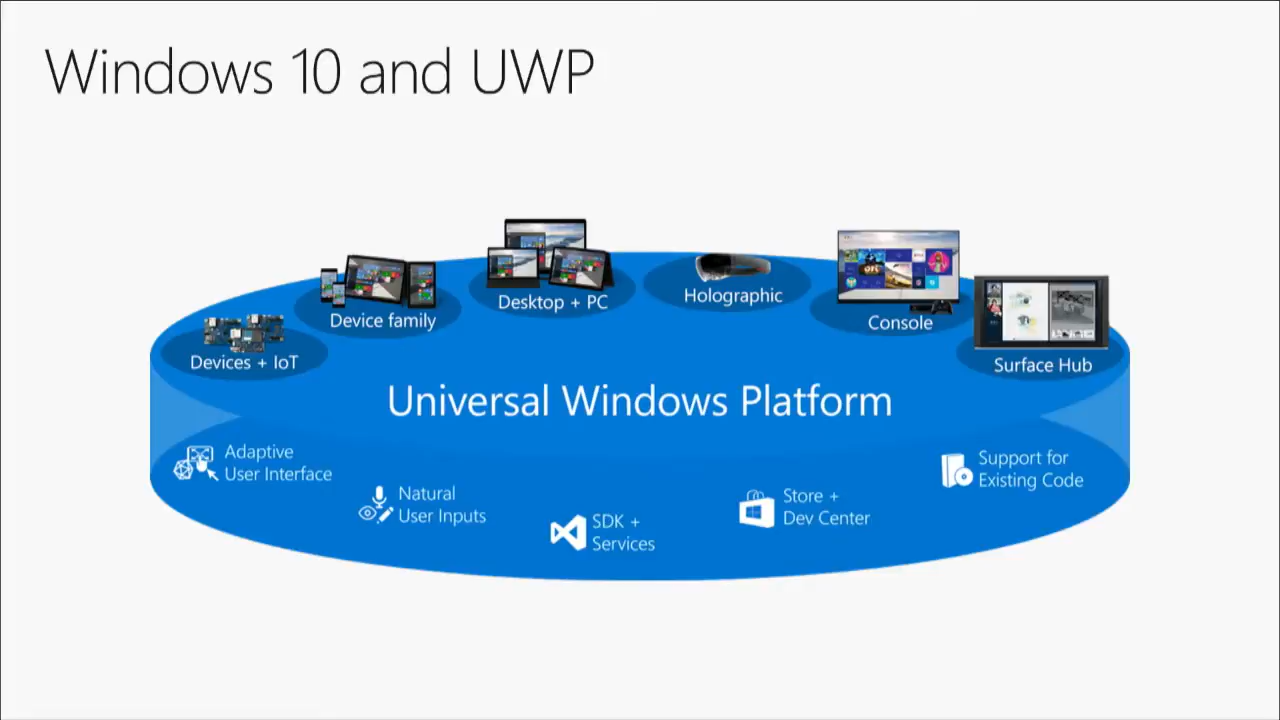 Windows 10 and UWP
Desktop + PC
Holographic
Device family
Console
Devices + IoT
Surface Hub
Universal Windows Platform
Adaptive
User Interface
Natural
User Inputs
SDK +
Services
Store +
Dev Center
Support for
Existing Code